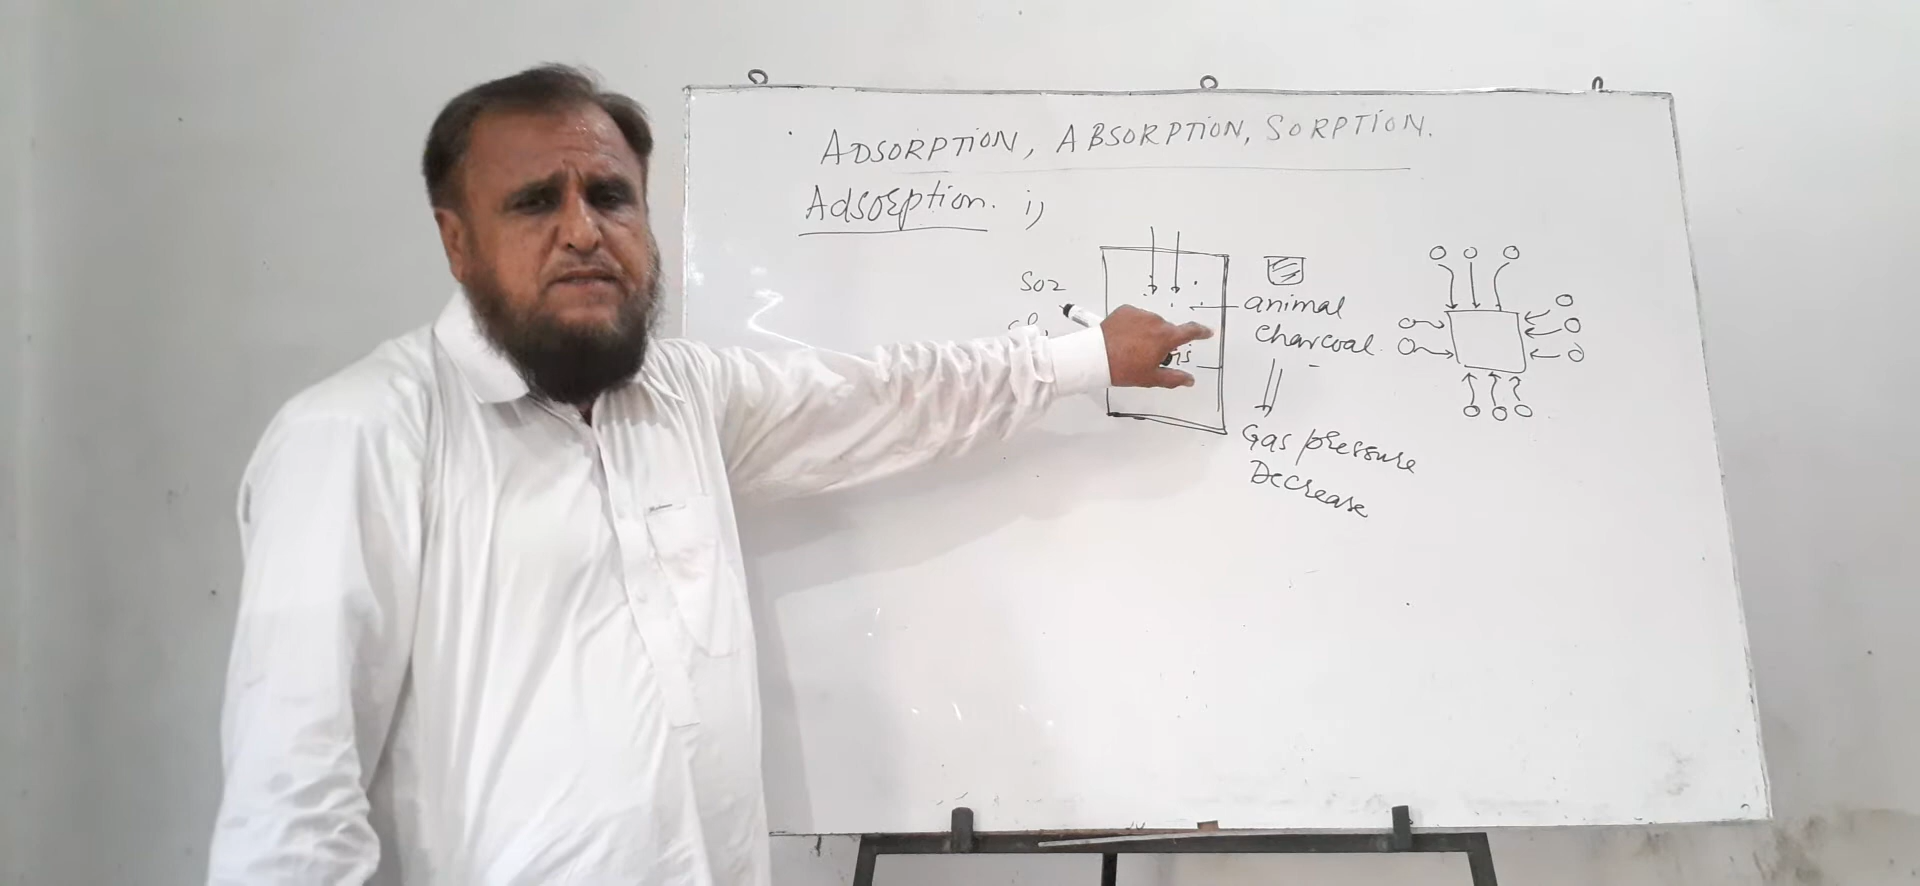 ADSORPTION, ABSORPTION, SORPTION.
Adsorption. i)
SO2
animal
charcoal.
Gas pressure
Decrease